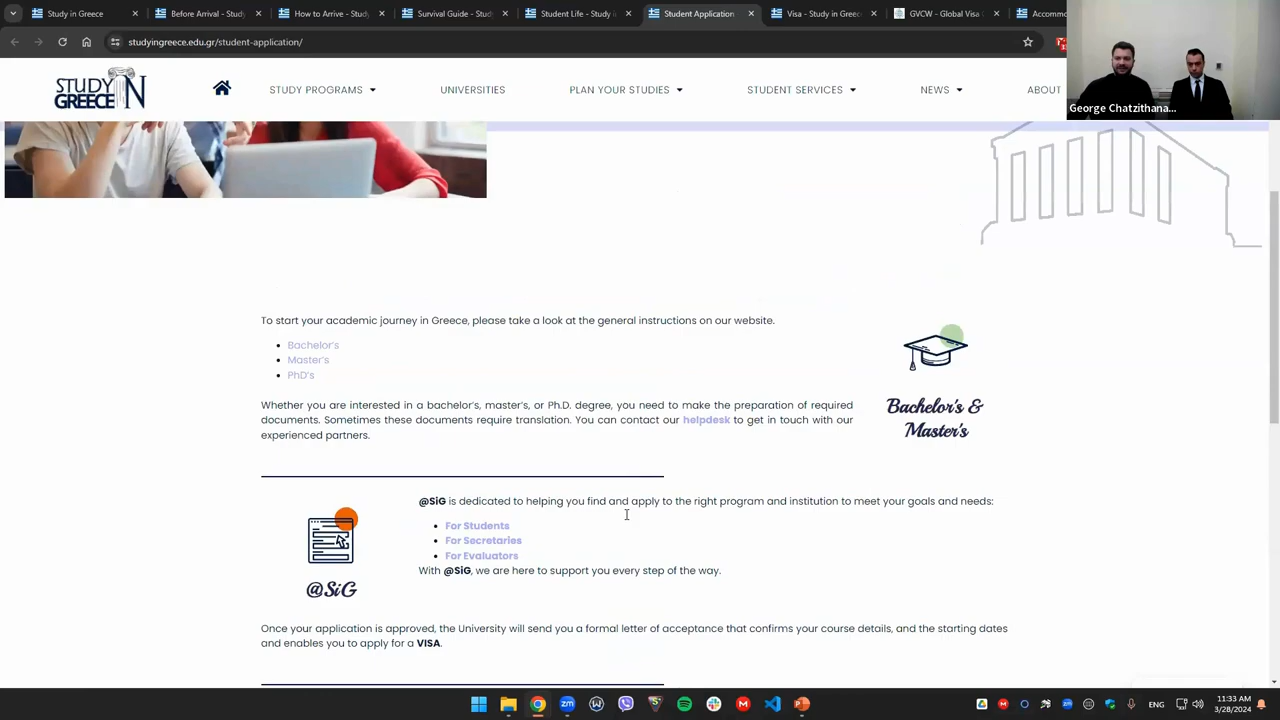 Study in Greece
Before Arrival - Study
How to Arrive - Study
Survival Guide - Study
Student Life - Study i
Student Application
Visa - Study in Greec
GVCW - Global Visa C
Accomm
studyingreece.edu.gr/student-application/
STUDY IN
GREECE
STUDY PROGRAMS
UNIVERSITIES
PLAN YOUR STUDIES
STUDENT SERVICES
NEWS
ABOUT
George Chatzithana...
To start your academic journey in Greece, please take a look at the general instructions on our website.
Bachelor's
Master's
PhD's
Whether you are interested in a bachelor's, master's, or Ph.D. degree, you need to make the preparation of required
documents. Sometimes these documents require translation. You can contact our helpdesk to get in touch with our
experienced partners.
Bachelor's &
Master's
@SiG is dedicated to helping you find and apply to the right program and institution to meet your goals and needs:
For Students
For Secretaries
For Evaluators
With @SiG, we are here to support you every step of the way.
@SiG
Once your application is approved, the University will send you a formal letter of acceptance that confirms your course details, and the starting dates
and enables you to apply for a VISA.
ENG
11:33 AM
3/28/2024